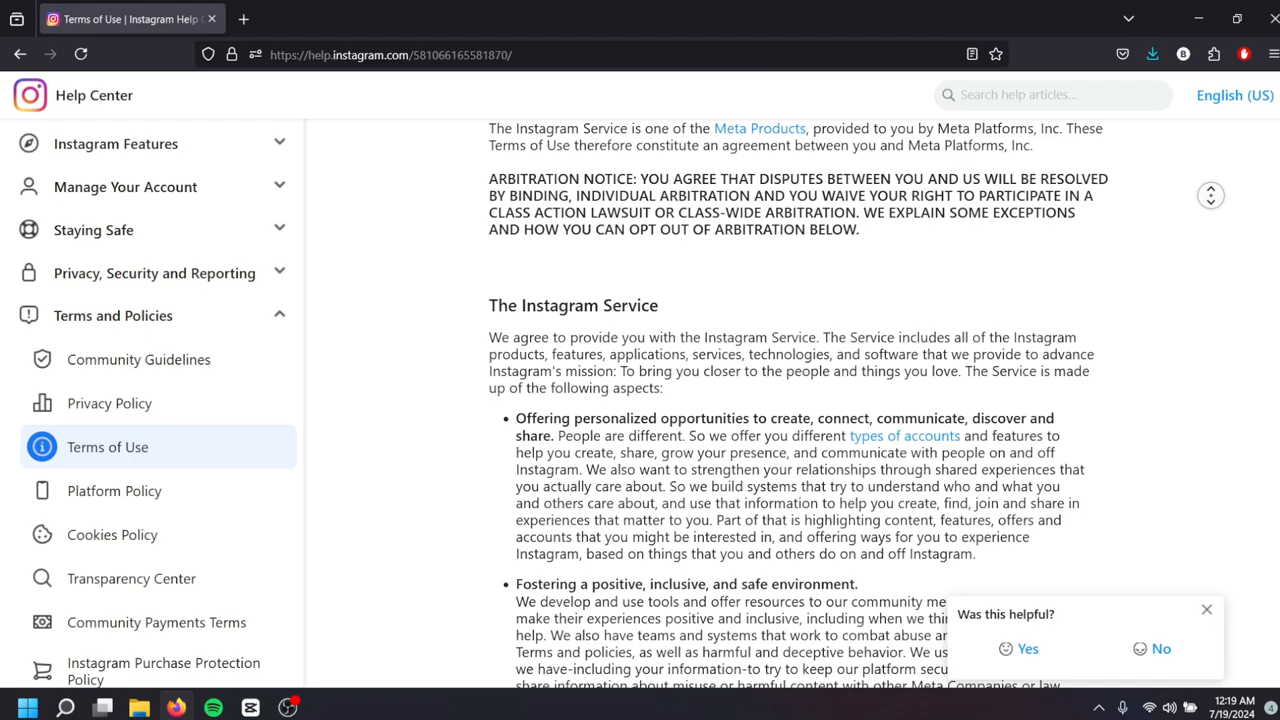 Terms of Use | Instagram Help C
https://help.instagram.com/581066165581870/
B
Help Center
Search help articles...
English (US)
Instagram Features
Manage Your Account
Staying Safe
Privacy, Security and Reporting
Terms and Policies
Community Guidelines
Privacy Policy
Terms of Use
Platform Policy
Cookies Policy
Transparency Center
Community Payments Terms
Instagram Purchase Protection
Policy
The Instagram Service is one of the Meta Products, provided to you by Meta Platforms, Inc. These
Terms of Use therefore constitute an agreement between you and Meta Platforms, Inc.
ARBITRATION NOTICE: YOU AGREE THAT DISPUTES BETWEEN YOU AND US WILL BE RESOLVED
BY BINDING, INDIVIDUAL ARBITRATION AND YOU WAIVE YOUR RIGHT TO PARTICIPATE IN A
CLASS ACTION LAWSUIT OR CLASS-WIDE ARBITRATION. WE EXPLAIN SOME EXCEPTIONS
AND HOW YOU CAN OPT OUT OF ARBITRATION BELOW.
The Instagram Service
We agree to provide you with the Instagram Service. The Service includes all of the Instagram
products, features, applications, services, technologies, and software that we provide to advance
Instagram's mission: To bring you closer to the people and things you love. The Service is made
up of the following aspects:
• Offering personalized opportunities to create, connect, communicate, discover and
share. People are different. So we offer you different types of accounts and features to
help you create, share, grow your presence, and communicate with people on and off
Instagram. We also want to strengthen your relationships through shared experiences that
you actually care about. So we build systems that try to understand who and what you
and others care about, and use that information to help you create, find, join and share in
experiences that matter to you. Part of that is highlighting content, features, offers and
accounts that you might be interested in, and offering ways for you to experience
Instagram, based on things that you and others do on and off Instagram.
• Fostering a positive, inclusive, and safe environment.
We develop and use tools and offer resources to our community me
make their experiences positive and inclusive, including when we thin
help. We also have teams and systems that work to combat abuse an
Terms and policies, as well as harmful and deceptive behavior. We us
we have-including your information-to try to keep our platform secu
share information about misuse or harmful content with other Meta Companies or law
Was this helpful?
Yes
No
12:19 AM
7/19/2024
4